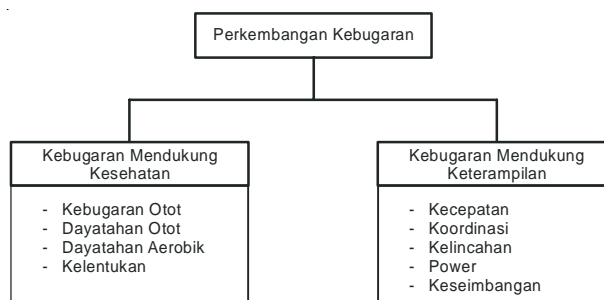 Perkembangan Kebugaran
Kebugaran Mendukung
Kesehatan
- Kebugaran Otot
- Dayatahan Otot
- Dayatahan Aerobik
- Kelentukan
Kebugaran Mendukung
Keterampilan
- Kecepatan
- Koordinasi
- Kelincahan
- Power
- Keseimbangan